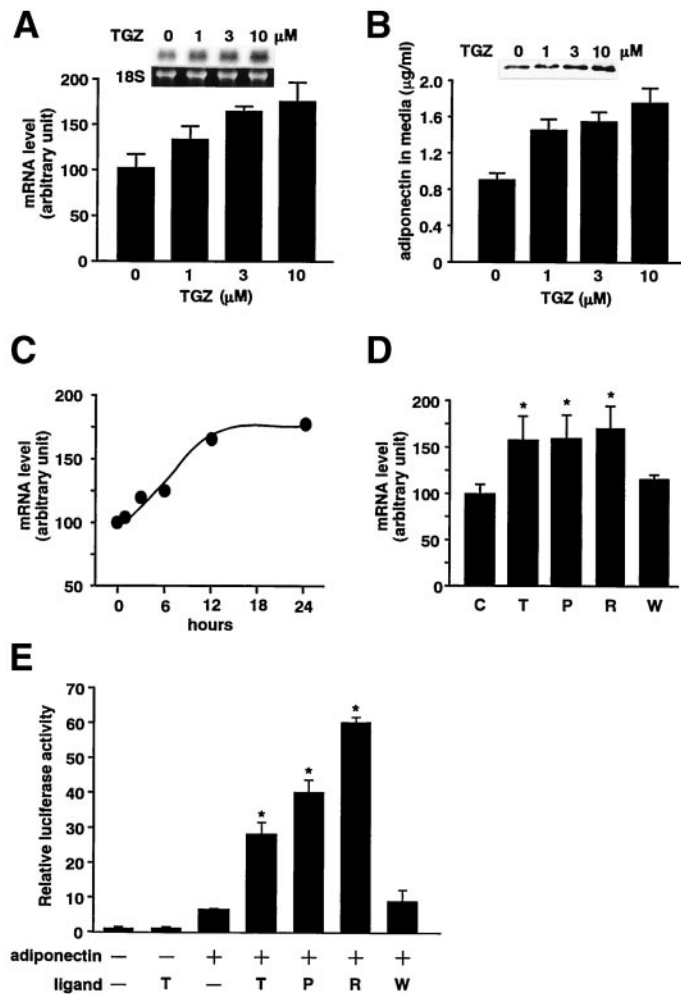 A
TGZ 0 1 3 10 μM
18S
200
150
100
50
0
mRNA level
(arbitrary unit)
0 1 3 10
TGZ (μM)
B
TGZ 0 1 3 10 μM
2.0
1.6
1.2
0.8
0.4
0
adiponectin in media (μg/ml)
0 1 3 10
TGZ (μM)
C
200
175
150
125
100
50
mRNA level
(arbitrary unit)
0 6 12 18 24
hours
D
200
150
100
50
0
mRNA level
(arbitrary unit)
* * *
C T P R W
E
70
60
50
40
30
20
10
0
Relative luciferase activity
* * *
adiponectin — — + + + + +
ligand — T — T P R W